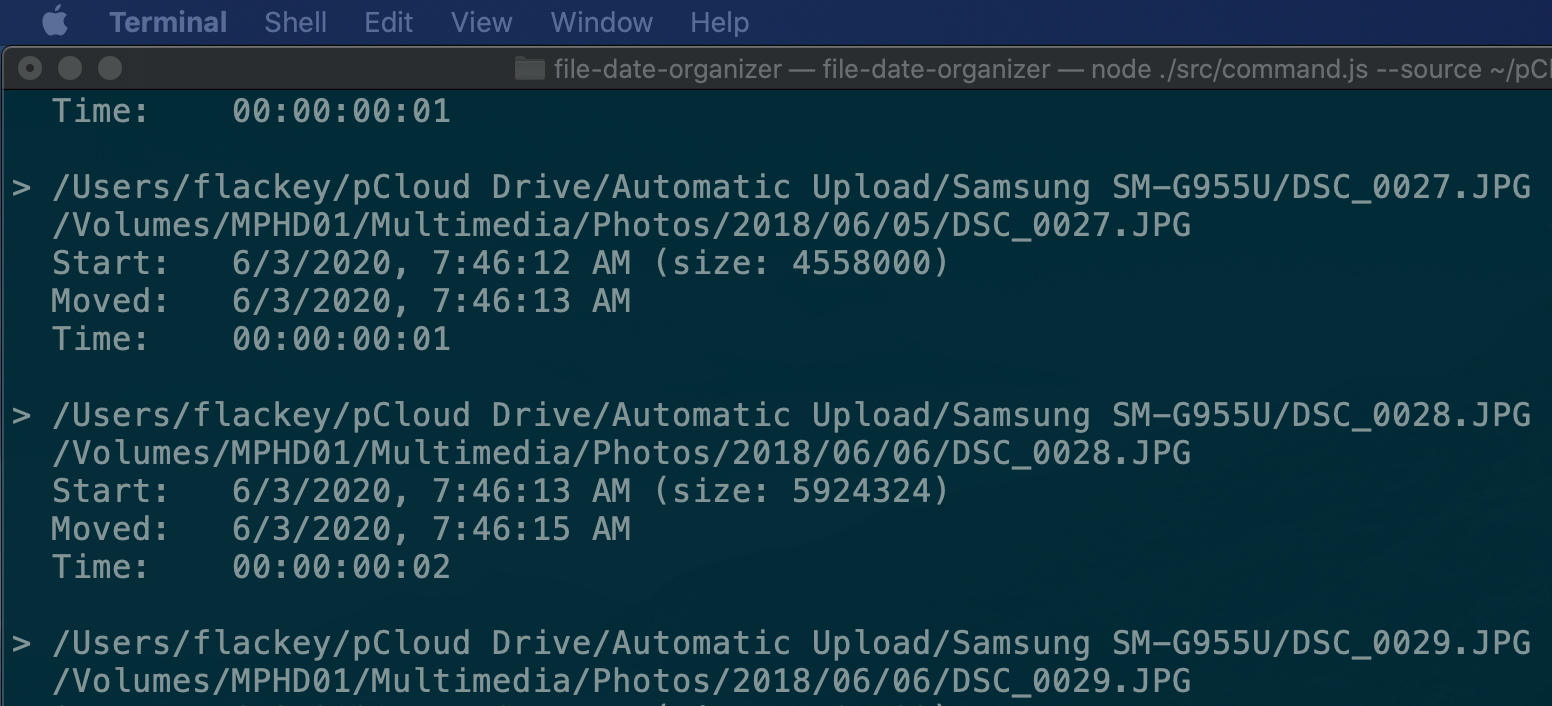 Terminal Shell Edit View Window Help
file-date-organizer — file-date-organizer — node ./src/command.js --source ~/pCl
Time: 00:00:00:01
> /Users/flackey/pCloud Drive/Automatic Upload/Samsung SM-G955U/DSC_0027.JPG
/Volumes/MPHD01/Multimedia/Photos/2018/06/05/DSC_0027.JPG
Start: 6/3/2020, 7:46:12 AM (size: 4558000)
Moved: 6/3/2020, 7:46:13 AM
Time: 00:00:00:01
> /Users/flackey/pCloud Drive/Automatic Upload/Samsung SM-G955U/DSC_0028.JPG
/Volumes/MPHD01/Multimedia/Photos/2018/06/06/DSC_0028.JPG
Start: 6/3/2020, 7:46:13 AM (size: 5924324)
Moved: 6/3/2020, 7:46:15 AM
Time: 00:00:00:02
> /Users/flackey/pCloud Drive/Automatic Upload/Samsung SM-G955U/DSC_0029.JPG
/Volumes/MPHD01/Multimedia/Photos/2018/06/06/DSC_0029.JPG